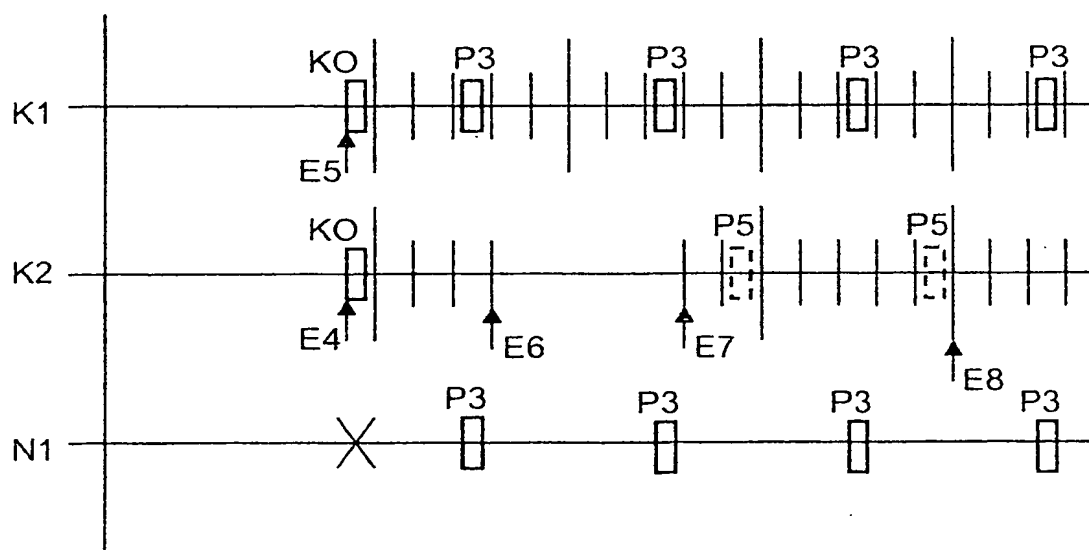 KO P3 P3 P3 P3
K1
E5
KO P5 P5
K2
E4 E6 E7 E8
P3 P3 P3 P3
N1